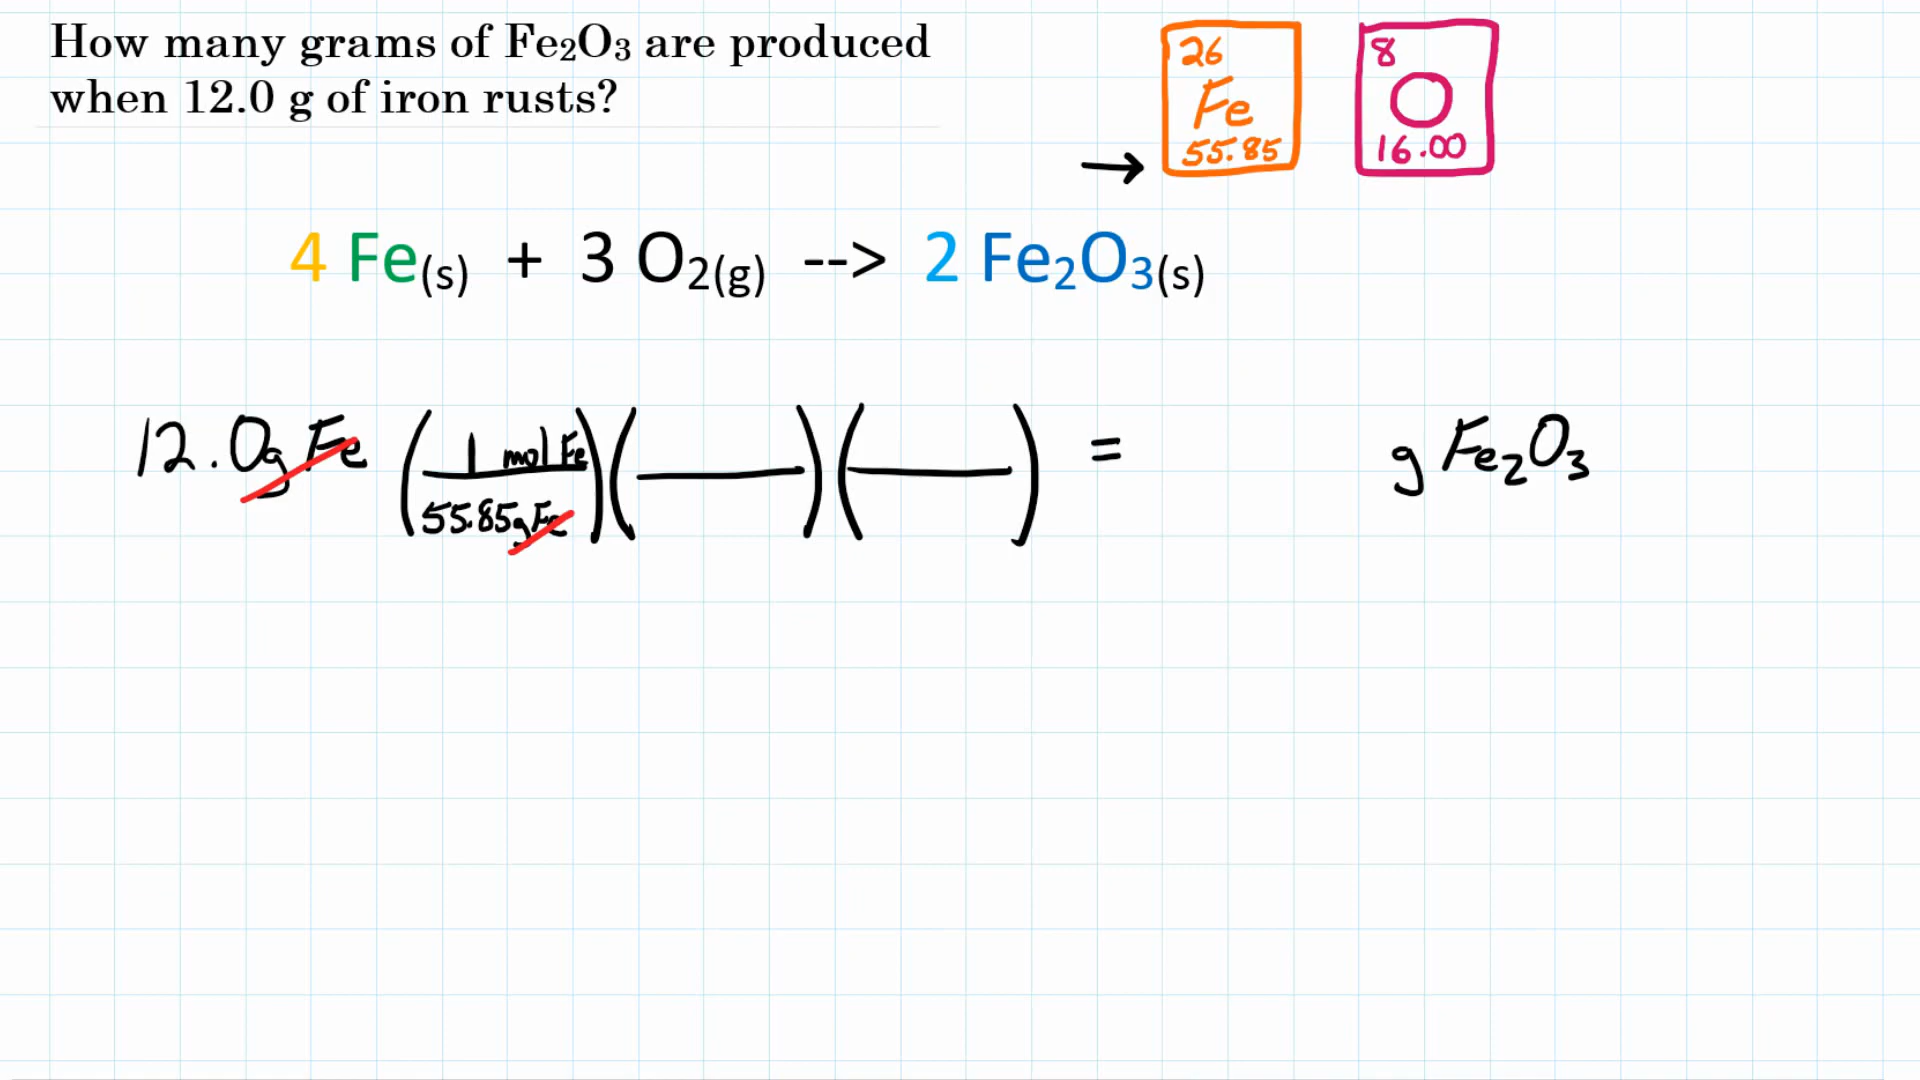 How many grams of Fe₂O₃ are produced
when 12.0 g of iron rusts?
26
Fe
55.85
8
O
16.00
→
4 Fe(s) + 3 O₂(g) --> 2 Fe₂O₃(s)
12.0g Fe (1 mol Fe / 55.85g Fe)( )( ) = g Fe₂O₃